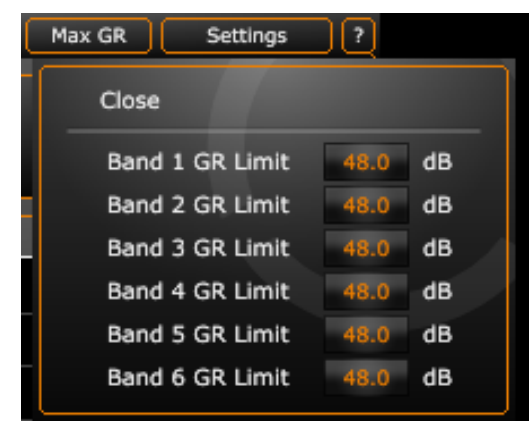 Max GR Settings ?
Close
Band 1 GR Limit 48.0 dB
Band 2 GR Limit 48.0 dB
Band 3 GR Limit 48.0 dB
Band 4 GR Limit 48.0 dB
Band 5 GR Limit 48.0 dB
Band 6 GR Limit 48.0 dB